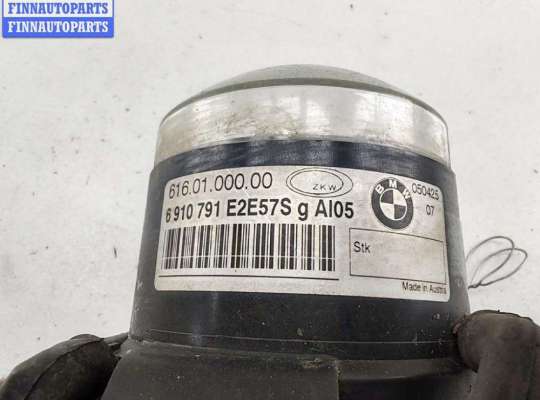 FINNAUTOPARTS
FINNAUTOPARTS
616.01.000.00
ZKW
BMW
050425
07
6 910 791 E2E57S g AI05
Stk
Made in Austria